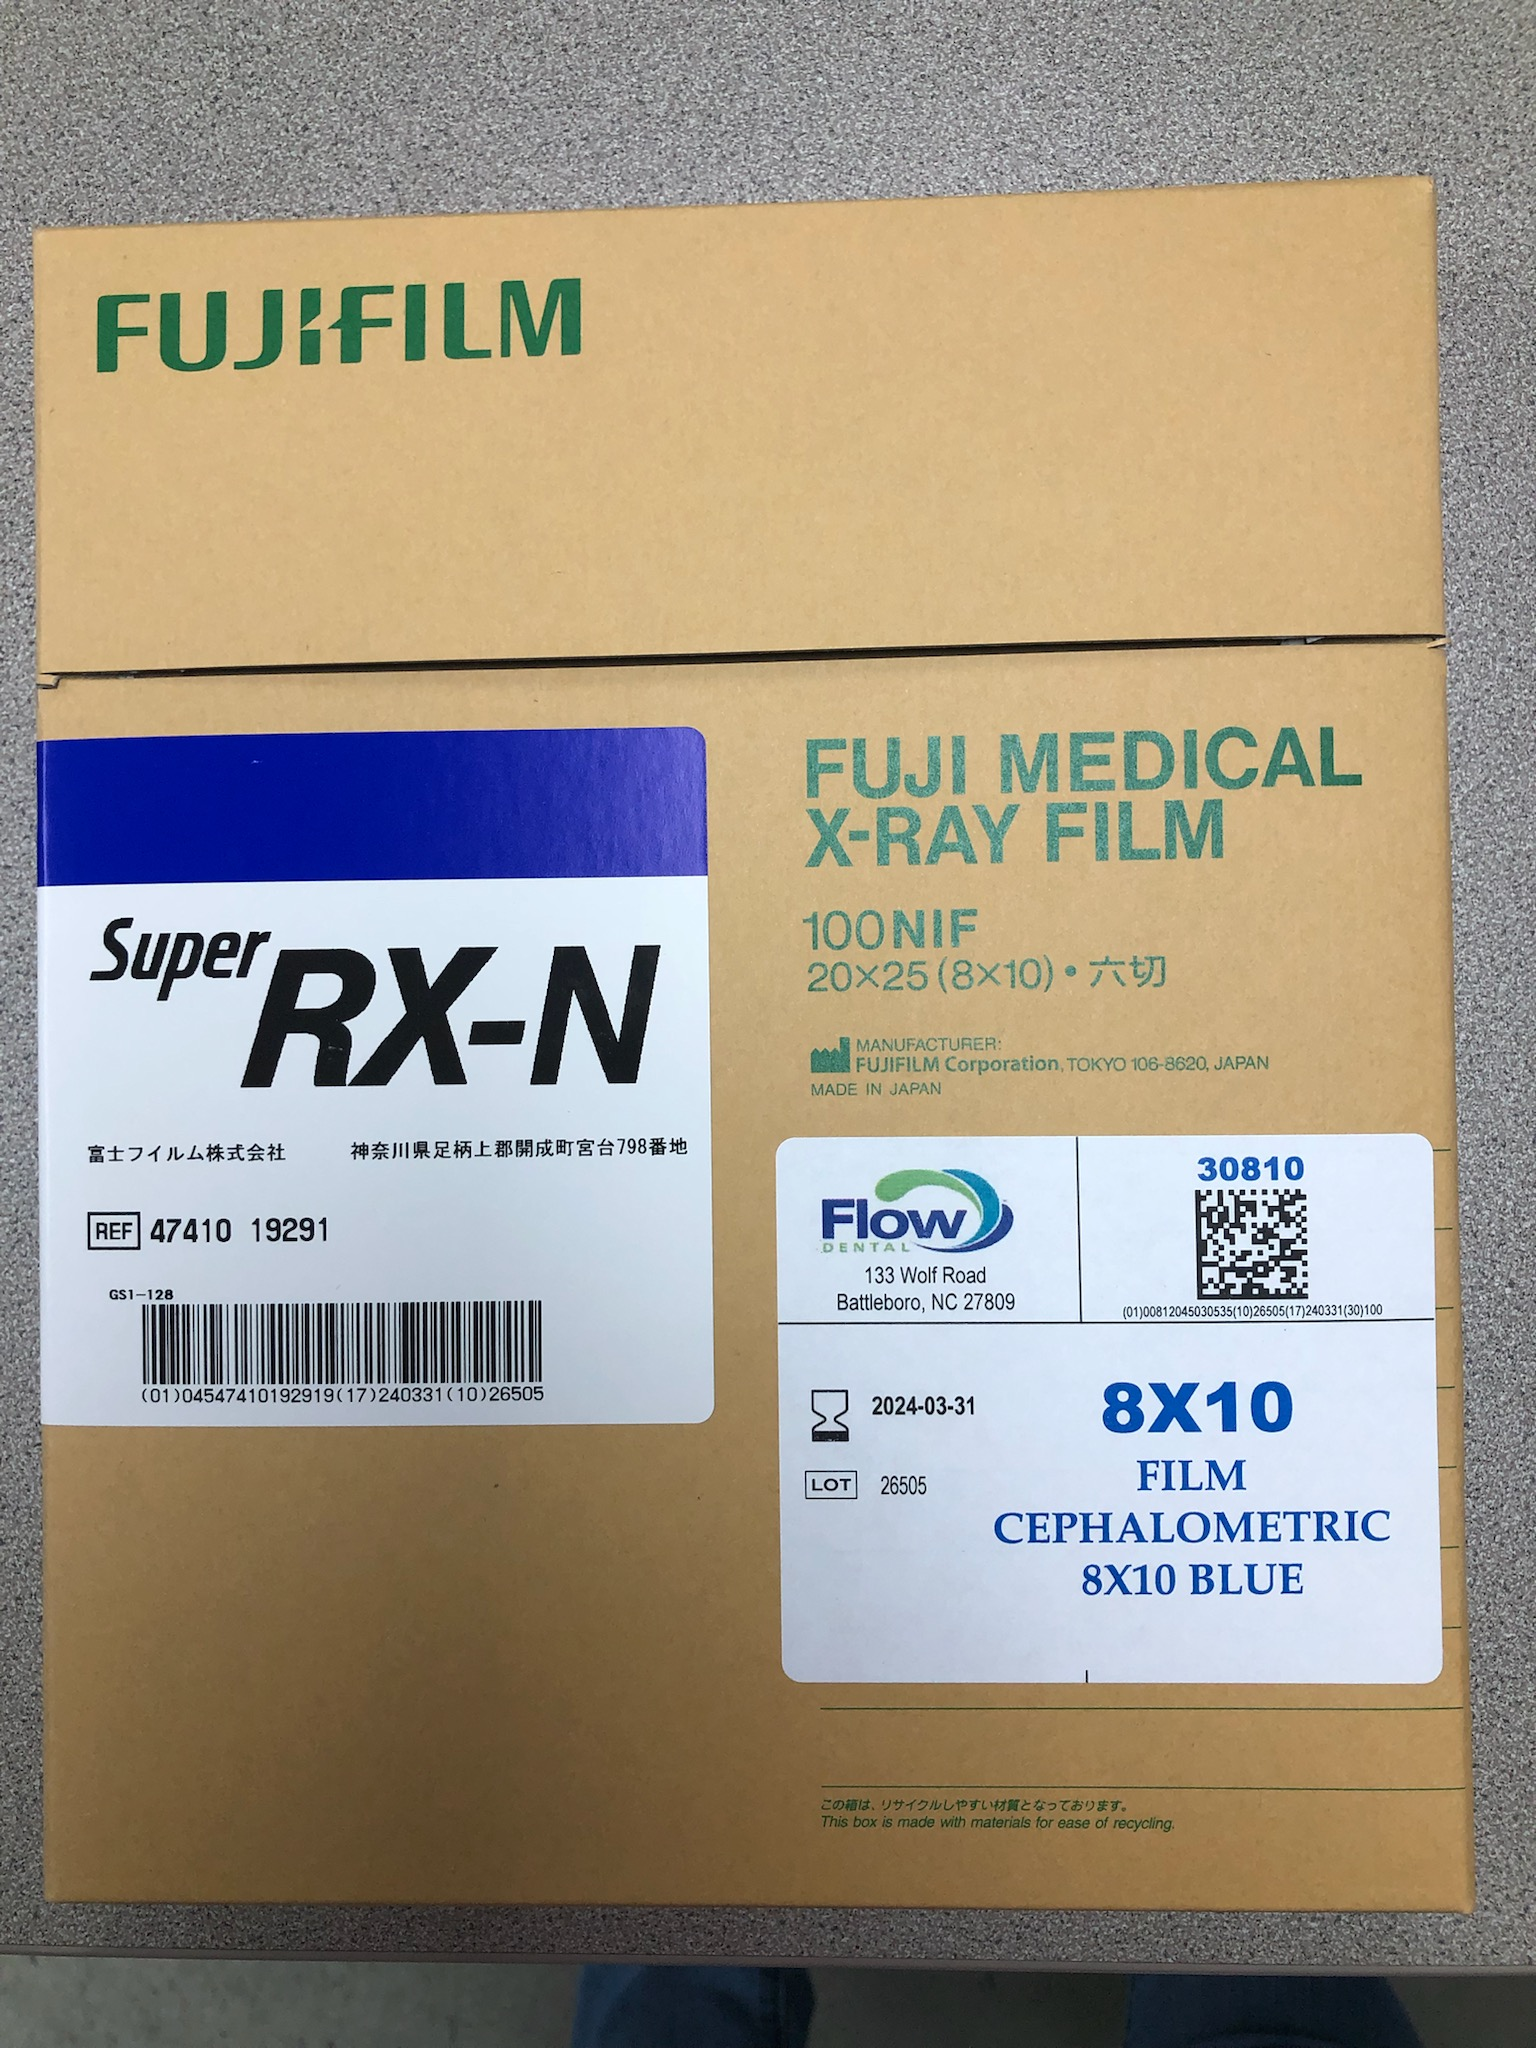 FUJIFILM
Super RX-N
富士フイルム株式会社 神奈川県足柄上郡開成町宮台798番地
REF 47410 19291
GS1-128
(01)04547410192919(17)240331(10)26505
FUJI MEDICAL
X-RAY FILM
100NIF
20×25(8×10)・六切
MANUFACTURER:
FUJIFILM Corporation, TOKYO 106-8620, JAPAN
MADE IN JAPAN
Flow
DENTAL
133 Wolf Road
Battleboro, NC 27809
30810
(01)00812045030535(10)26505(17)240331(30)100
2024-03-31
LOT 26505
8X10
FILM
CEPHALOMETRIC
8X10 BLUE
この箱は、リサイクルしやすい材質となっております。
This box is made with materials for ease of recycling.